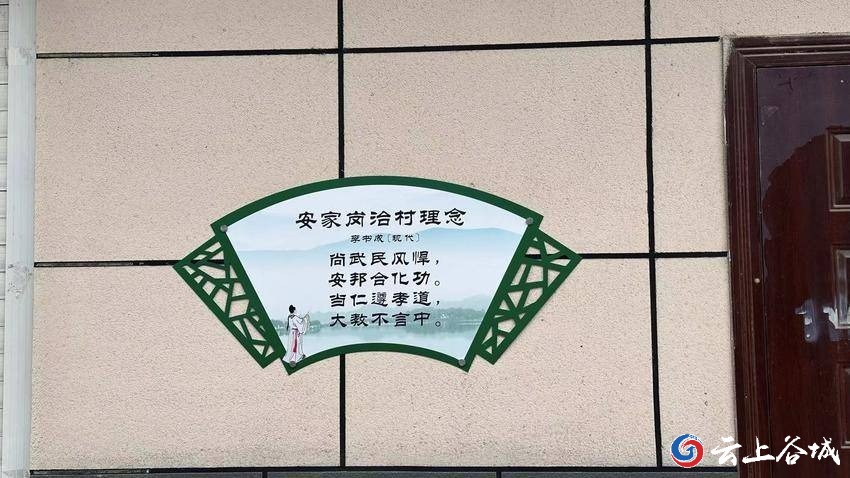 安家岗治村理念
李书成〔现代〕
尚武民风悍，
安邦合化功。
当仁遵孝道，
大教不言中。
云上谷城